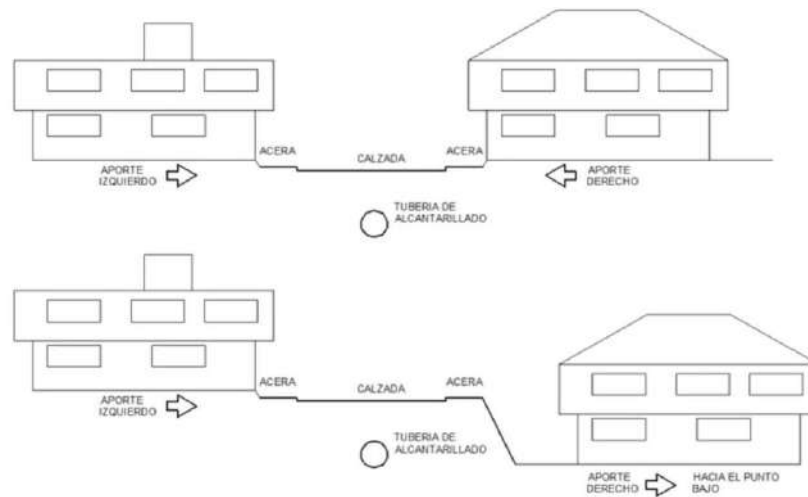 ACERA
CALZADA
ACERA
APORTE
IZQUIERDO
APORTE
DERECHO
TUBERIA DE
ALCANTARILLADO
ACERA
CALZADA
ACERA
APORTE
IZQUIERDO
TUBERIA DE
ALCANTARILLADO
APORTE
DERECHO
HACIA EL PUNTO
BAJO